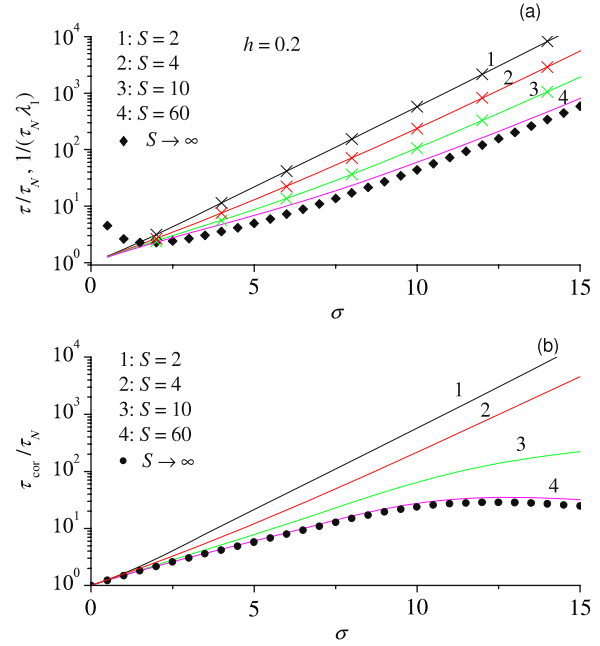 (a)
10^4
1: S = 2
h = 0.2
2: S = 4
3: S = 10
4: S = 60
S → ∞
10^3
10^2
10^1
10^0
τ/τ_N, 1/(τ_N λ_1)
1
2
3
4
0
5
10
15
σ
(b)
10^4
1: S = 2
2: S = 4
3: S = 10
4: S = 60
S → ∞
10^3
10^2
10^1
10^0
τ_cor/τ_N
1
2
3
4
0
5
10
15
σ